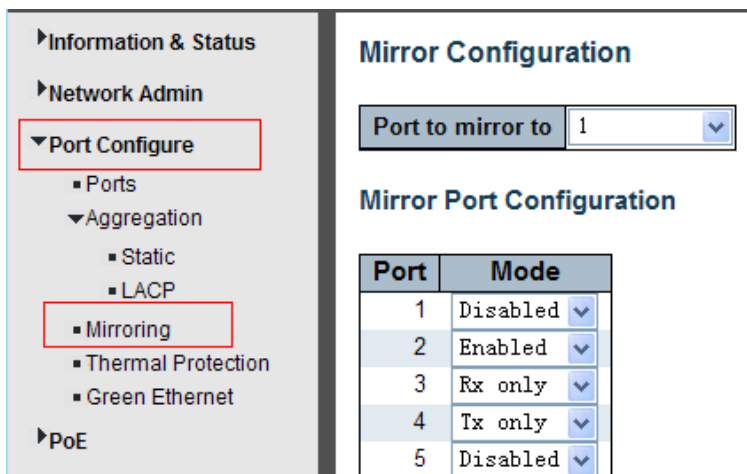 Information & Status
Network Admin
Port Configure
Ports
Aggregation
Static
LACP
Mirroring
Thermal Protection
Green Ethernet
PoE
Mirror Configuration
Port to mirror to 1
Mirror Port Configuration
Port Mode
1 Disabled
2 Enabled
3 Rx only
4 Tx only
5 Disabled